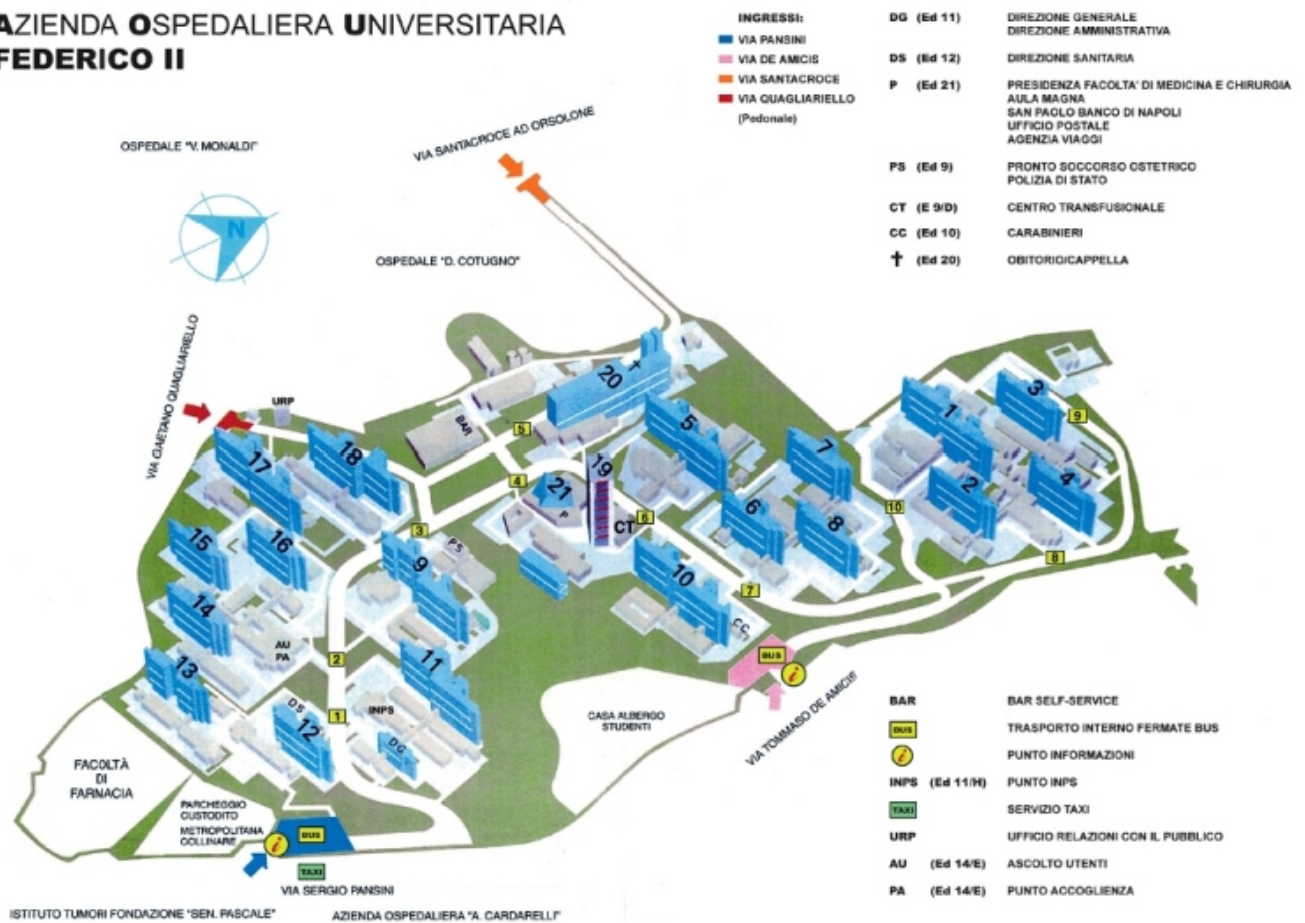 AZIENDA OSPEDALIERA UNIVERSITARIA
FEDERICO II
INGRESSI:
VIA PANSINI
VIA DE AMICIS
VIA SANTACROCE
VIA QUAGLIARIELLO
(Pedonale)
DG (Ed 11) DIREZIONE GENERALE
DIREZIONE AMMINISTRATIVA
DS (Ed 12) DIREZIONE SANITARIA
P (Ed 21) PRESIDENZA FACOLTA' DI MEDICINA E CHIRURGIA
AULA MAGNA
SAN PAOLO BANCO DI NAPOLI
UFFICIO POSTALE
AGENZIA VIAGGI
PS (Ed 9) PRONTO SOCCORSO OSTETRICO
POLIZIA DI STATO
CT (E 9/D) CENTRO TRANSFUSIONALE
CC (Ed 10) CARABINIERI
✝ (Ed 20) OBITORIO/CAPPELLA
OSPEDALE "V. MONALDI"
VIA SANTACROCE AD ORSOLONE
N
OSPEDALE "D. COTUGNO"
VIA GAETANO QUAGLIARIELLO
URP
BAR
20
5
19
21
P
CT
4
6
5
7
6
8
1
3
2
4
9
10
8
17
18
3
15
16
9
PS
14
AU
PA
13
2
11
10
CC
7
BUS
i
DS
12
1
INPS
DG
CASA ALBERGO
STUDENTI
VIA TOMMASO DE AMICIS
FACOLTÀ
DI
FARMACIA
PARCHEGGIO
CUSTODITO
METROPOLITANA
COLLINARE
i
BUS
TAXI
VIA SERGIO PANSINI
ISTITUTO TUMORI FONDAZIONE "SEN. PASCALE"
AZIENDA OSPEDALIERA "A. CARDARELLI"
BAR BAR SELF-SERVICE
BUS TRASPORTO INTERNO FERMATE BUS
i PUNTO INFORMAZIONI
INPS (Ed 11/H) PUNTO INPS
TAXI SERVIZIO TAXI
URP UFFICIO RELAZIONI CON IL PUBBLICO
AU (Ed 14/E) ASCOLTO UTENTI
PA (Ed 14/E) PUNTO ACCOGLIENZA